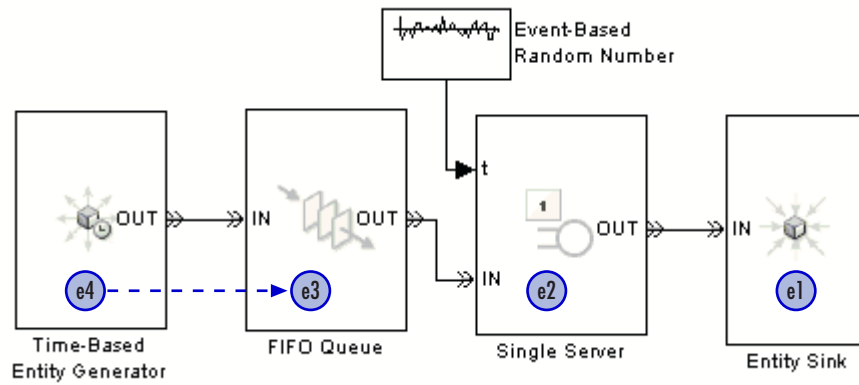 Event-Based
Random Number
OUT
IN
OUT
t
1
OUT
IN
IN
e4
e3
e2
e1
Time-Based
Entity Generator
FIFO Queue
Single Server
Entity Sink